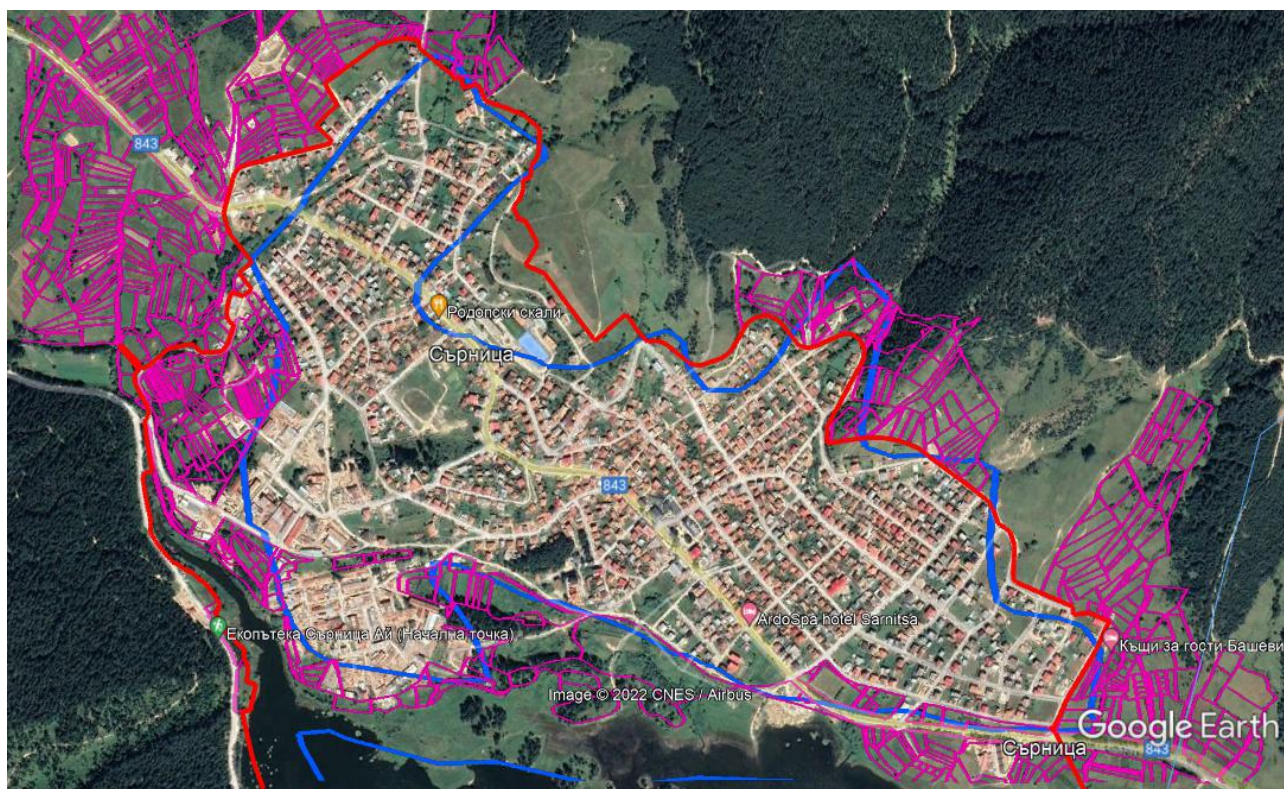 843
Родопски скали
Сърница
843
ArdoSpa hotel Sarnitsa
Екопътека Сърница Ай (Начална точка)
Къщи за гости Башеви
Image © 2022 CNES / Airbus
Google Earth
Сърница
843